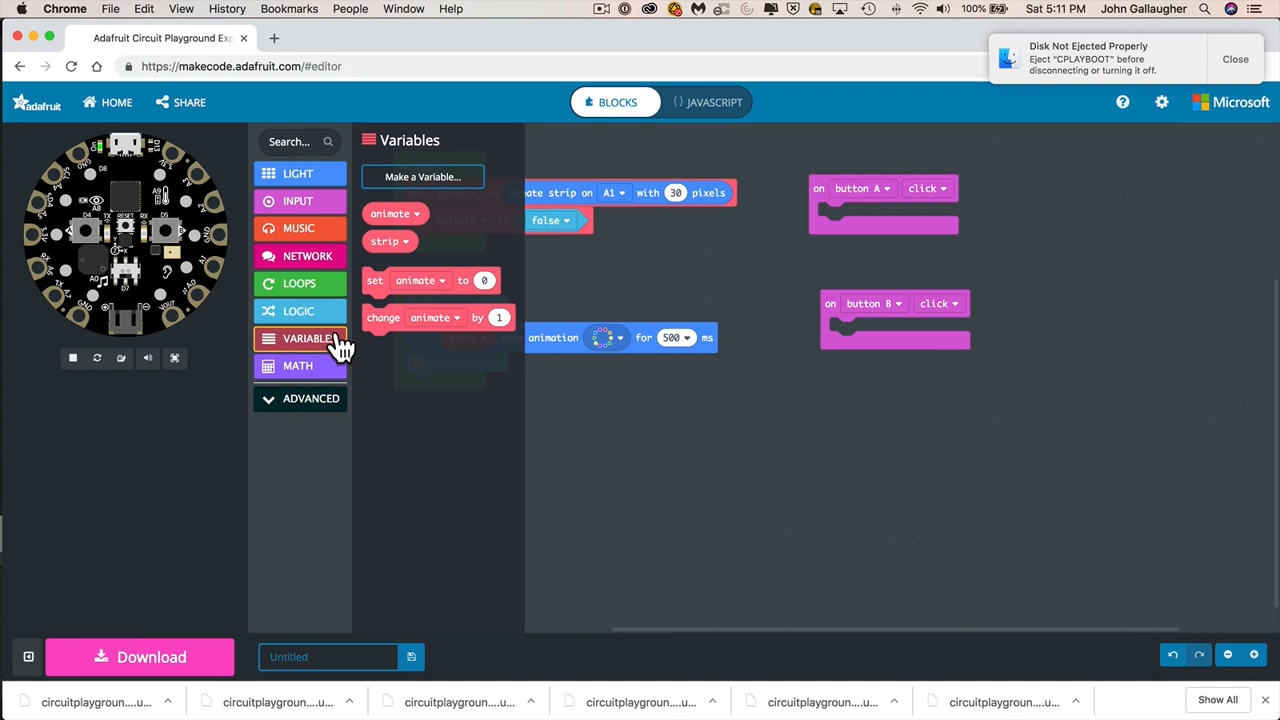 Chrome File Edit View History Bookmarks People Window Help 100% Sat 5:11 PM John Gallaugher
Adafruit Circuit Playground Exp
https://makecode.adafruit.com/#editor
Disk Not Ejected Properly
Eject “CPLAYBOOT” before
disconnecting or turning it off.
Close
adafruit HOME SHARE BLOCKS {} JAVASCRIPT ? Microsoft
Search...
LIGHT
INPUT
MUSIC
NETWORK
LOOPS
LOGIC
VARIABLE
MATH
ADVANCED
Variables
Make a Variable...
animate
strip
set animate to 0
change animate by 1
create strip on A1 with 30 pixels
false
show animation for 500 ms
on button A click
on button B click
Download
Untitled
circuitplaygroun....u... circuitplaygroun....u... circuitplaygroun....u... circuitplaygroun....u... circuitplaygroun....u... circuitplaygroun....u... Show All